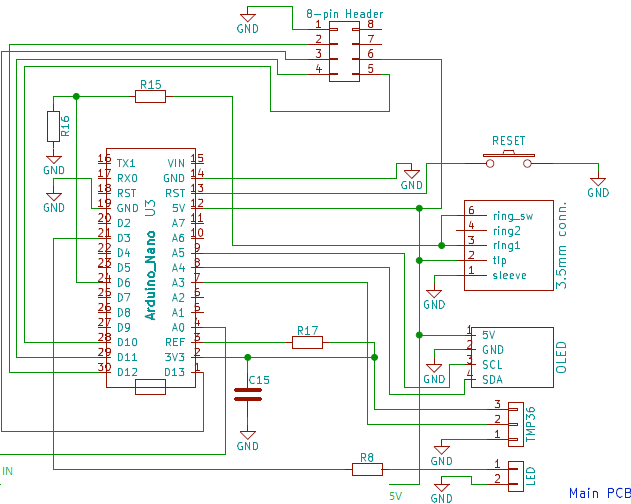 8-pin Header
GND
1 8
2 7
3 6
4 5
R15
R16
GND
GND
RESET
GND
GND
16 TX1 VIN 15
17 RX0 GND 14
18 RST RST 13
19 GND 5V 12
20 D2 A7 11
21 D3 A6 10
22 D4 A5 9
23 D5 A4 8
24 D6 A3 7
25 D7 A2 6
26 D8 A1 5
27 D9 A0 4
28 D10 REF 3
29 D11 3V3 2
30 D12 D13 1
U3
Arduino_Nano
6 ring_sw
4 ring2
3 ring1
2 tip
1 sleeve
3.5mm conn.
GND
R17
C15
GND
1 5V
2 GND
3 SCL
4 SDA
OLED
GND
3
2
1
TMP36
GND
R8
1
2
LED
GND
IN
5V
Main PCB